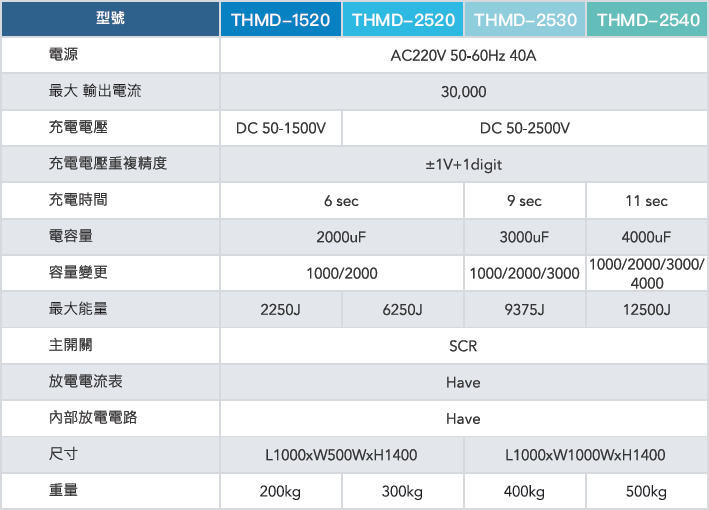 型號 THMD-1520 THMD-2520 THMD-2530 THMD-2540
電源 AC220V 50-60Hz 40A
最大 輸出電流 30,000
充電電壓 DC 50-1500V DC 50-2500V
充電電壓重複精度 ±1V+1digit
充電時間 6 sec 9 sec 11 sec
電容量 2000uF 3000uF 4000uF
容量變更 1000/2000 1000/2000/3000 1000/2000/3000/
4000
最大能量 2250J 6250J 9375J 12500J
主開關 SCR
放電電流表 Have
內部放電電路 Have
尺寸 L1000xW500WxH1400 L1000xW1000WxH1400
重量 200kg 300kg 400kg 500kg